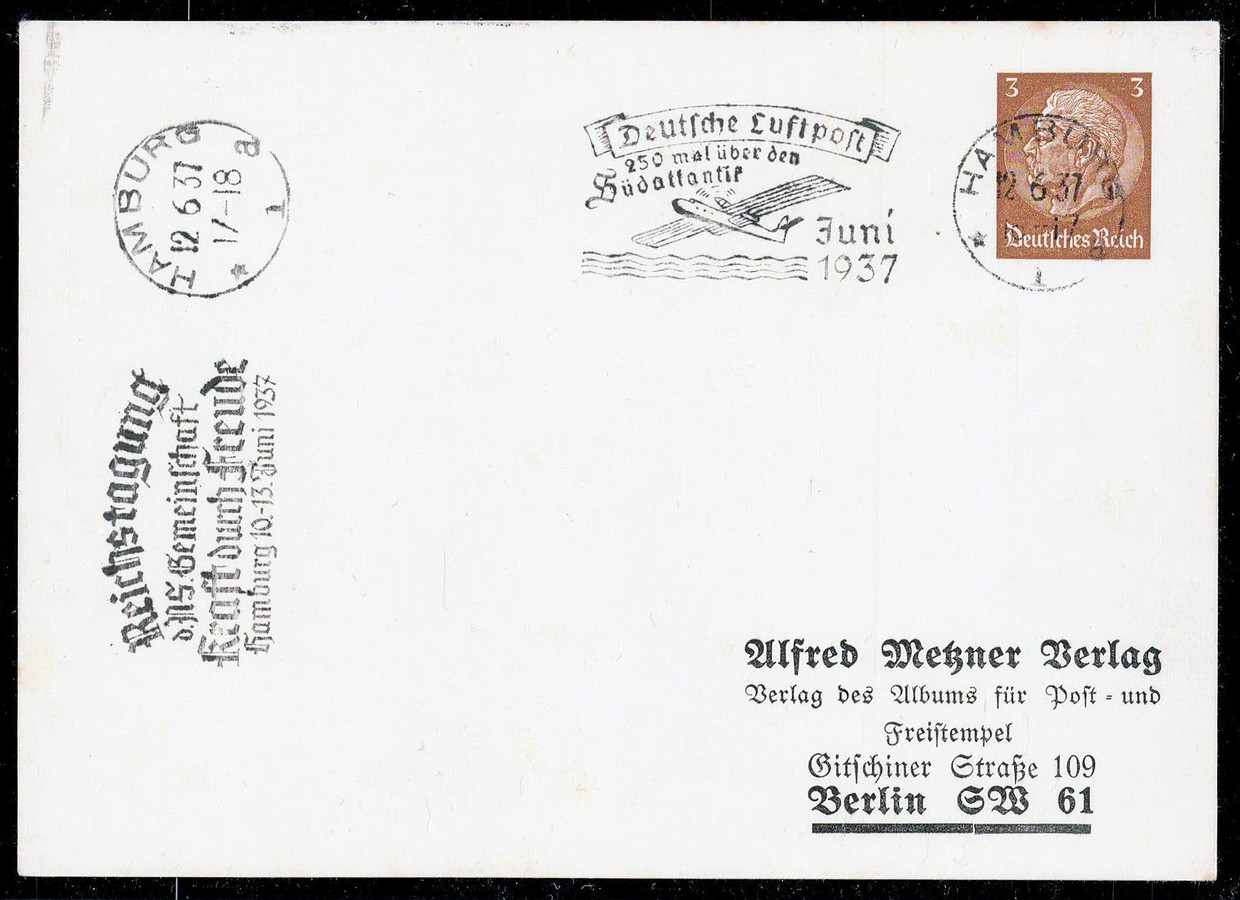 HAMBURG 1
12 6 37
17-18
a
*
Deutsche Luftpost
250 mal über den
Südatlantik
Juni
1937
3 3
Deutsches Reich
HAMBURG 1
12 6 37
-17
*
Reichstagung
d. NS. Gemeinschaft
Kraft durch Freude
Hamburg 10.-13. Juni 1937
Alfred Metzner Verlag
Verlag des Albums für Post- und
Freistempel
Gitschiner Straße 109
Berlin SW 61